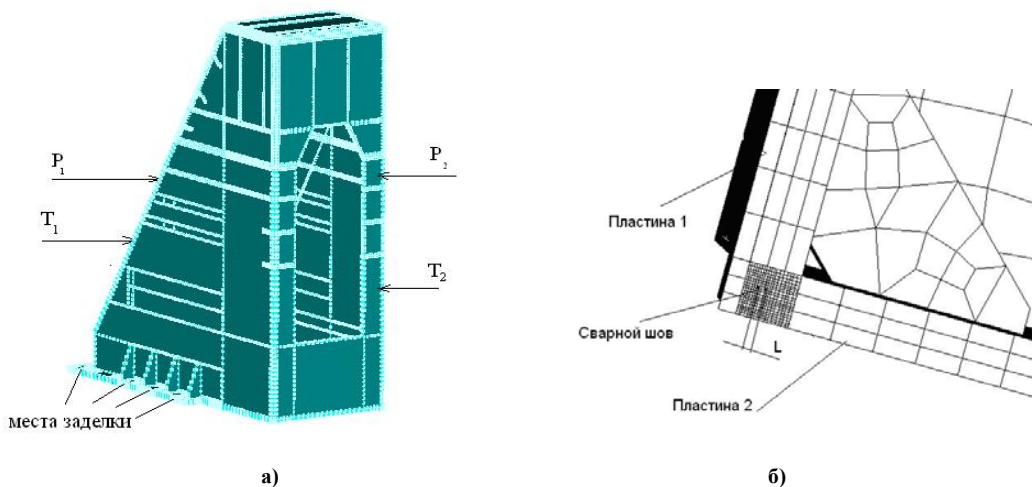 P1
P2
T1
T2
места заделки
а)
Пластина 1
Сварной шов
L
Пластина 2
б)